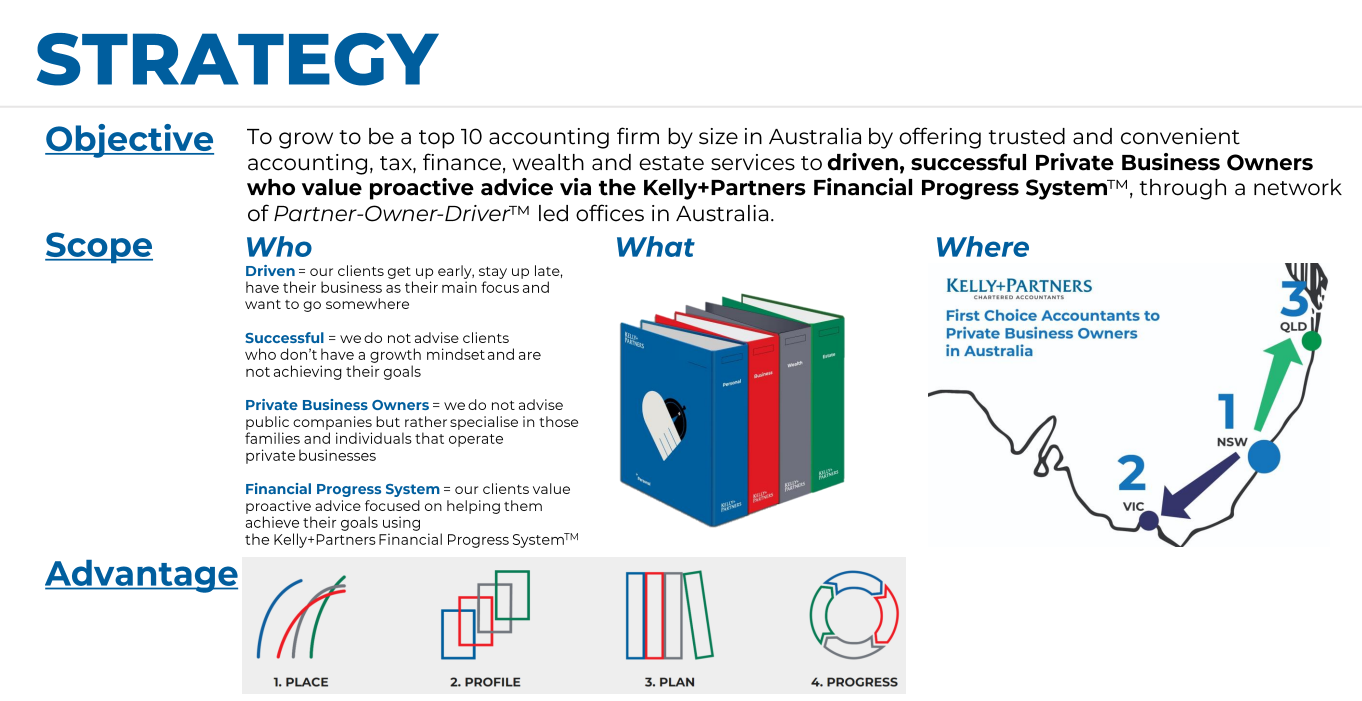 STRATEGY
Objective
To grow to be a top 10 accounting firm by size in Australia by offering trusted and convenient
accounting, tax, finance, wealth and estate services to driven, successful Private Business Owners
who value proactive advice via the Kelly+Partners Financial Progress System™, through a network
of Partner-Owner-Driver™ led offices in Australia.
Scope
Who
Driven = our clients get up early, stay up late,
have their business as their main focus and
want to go somewhere
Successful = we do not advise clients
who don't have a growth mindset and are
not achieving their goals
Private Business Owners = we do not advise
public companies but rather specialise in those
families and individuals that operate
private businesses
Financial Progress System = our clients value
proactive advice focused on helping them
achieve their goals using
the Kelly+Partners Financial Progress System™
What
KELLY+
PARTNERS
Personal
Business
Wealth
Estate
Personal
KELLY+
PARTNERS
KELLY+
PARTNERS
KELLY+
PARTNERS
KELLY+
PARTNERS
Where
KELLY+PARTNERS
CHARTERED ACCOUNTANTS
First Choice Accountants to
Private Business Owners
in Australia
3
QLD
1
NSW
2
VIC
Advantage
1. PLACE
2. PROFILE
3. PLAN
4. PROGRESS